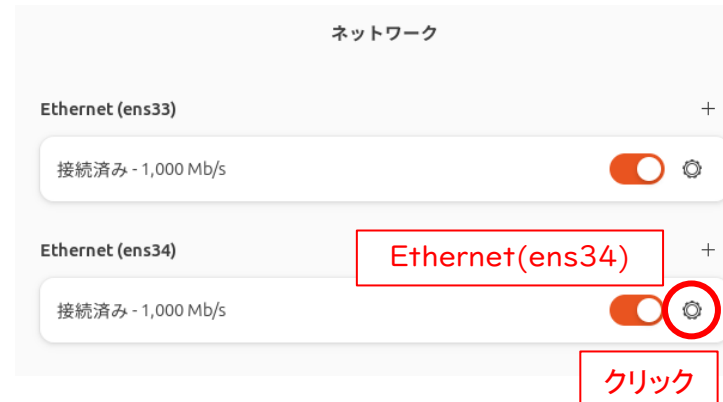 ネットワーク
Ethernet (ens33)
接続済み - 1,000 Mb/s
Ethernet (ens34)
Ethernet(ens34)
接続済み - 1,000 Mb/s
クリック